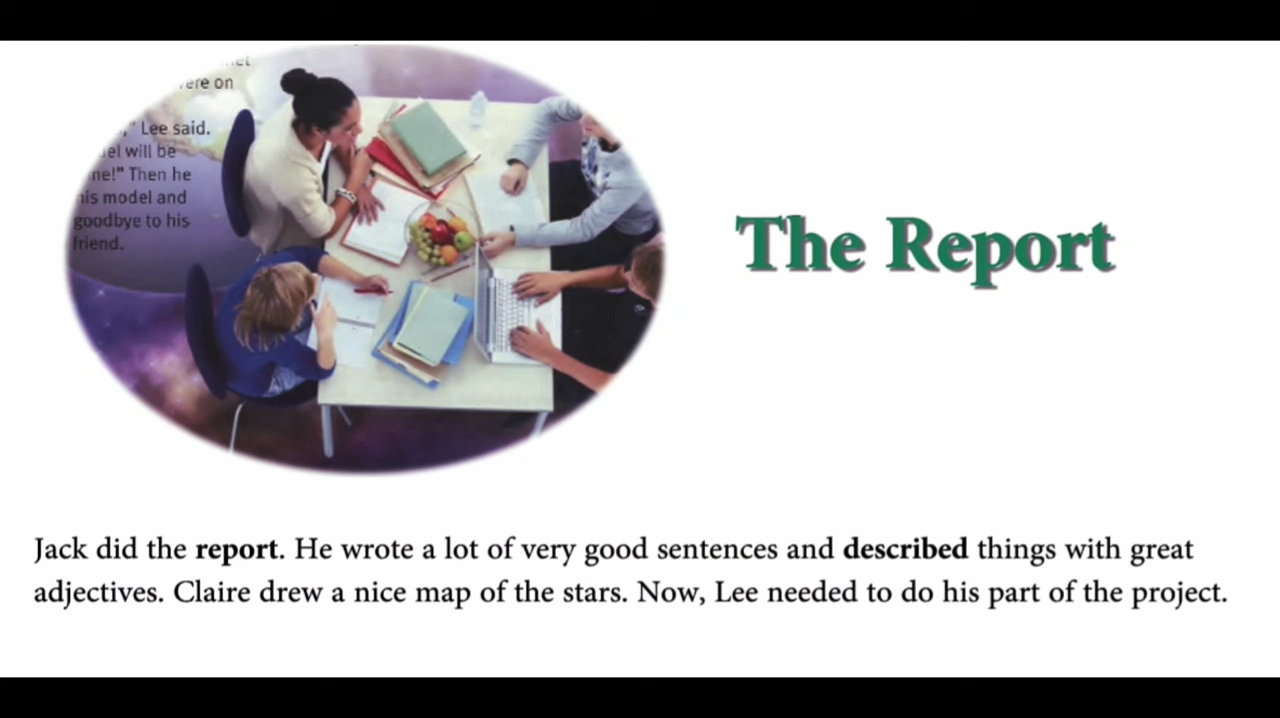 ere on
Lee said.
el will be
ne!" Then he
his model and
goodbye to his
friend.
The Report
Jack did the report. He wrote a lot of very good sentences and described things with great
adjectives. Claire drew a nice map of the stars. Now, Lee needed to do his part of the project.